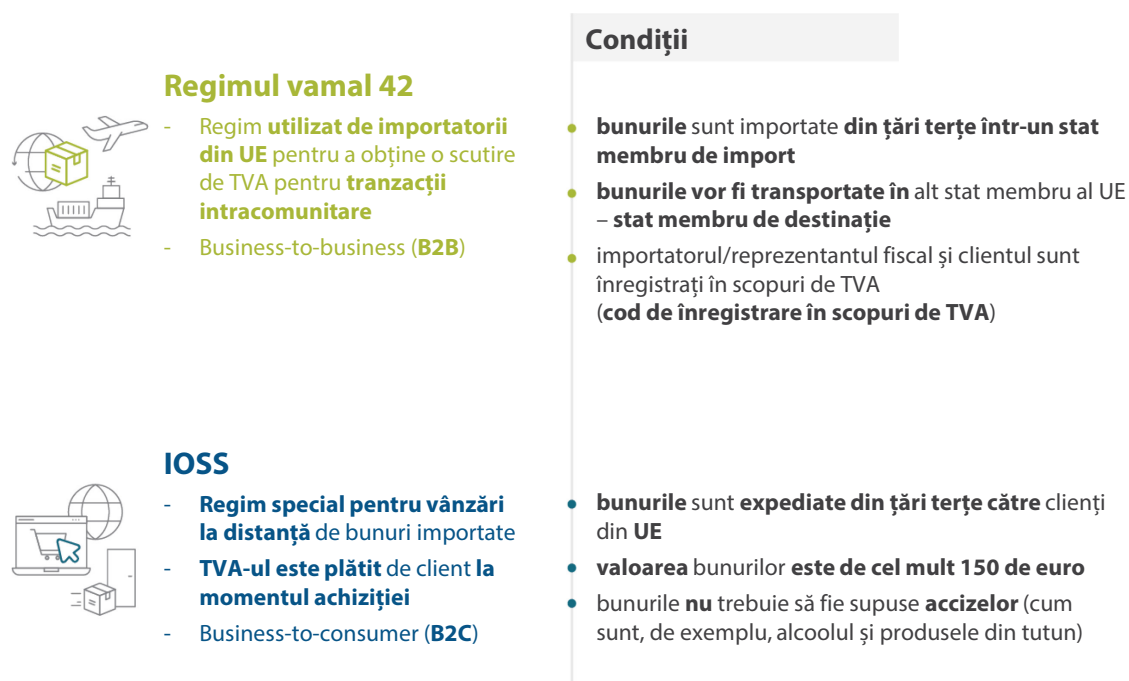 Condiții
Regimul vamal 42
- Regim utilizat de importatorii
din UE pentru a obține o scutire
de TVA pentru tranzacții
intracomunitare
- Business-to-business (B2B)
• bunurile sunt importate din țări terțe într-un stat
membru de import
• bunurile vor fi transportate în alt stat membru al UE
– stat membru de destinație
• importatorul/reprezentantul fiscal și clientul sunt
înregistrați în scopuri de TVA
(cod de înregistrare în scopuri de TVA)
IOSS
- Regim special pentru vânzări
la distanță de bunuri importate
- TVA-ul este plătit de client la
momentul achiziției
- Business-to-consumer (B2C)
• bunurile sunt expediate din țări terțe către clienți
din UE
• valoarea bunurilor este de cel mult 150 de euro
• bunurile nu trebuie să fie supuse accizelor (cum
sunt, de exemplu, alcoolul și produsele din tutun)